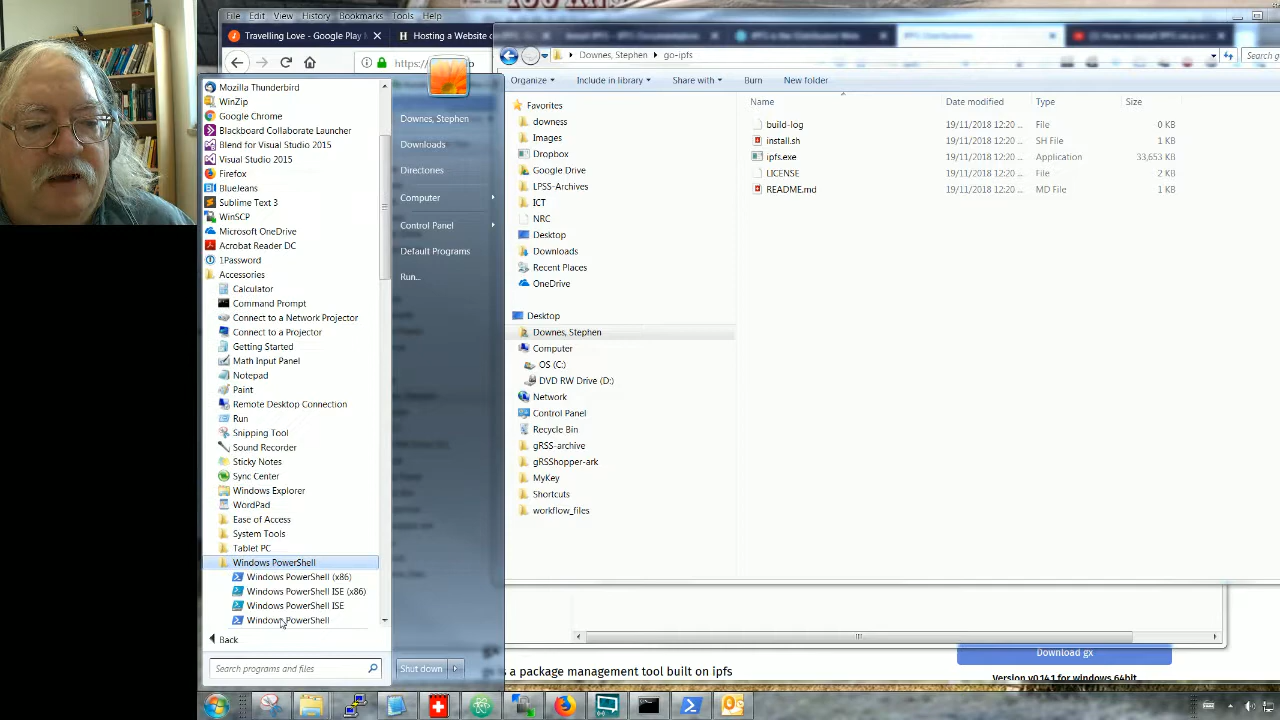 File Edit View History Bookmarks Tools Help
Travelling Love - Google Play M
Hosting a Website o
https://
Mozilla Thunderbird
WinZip
Google Chrome
Blackboard Collaborate Launcher
Blend for Visual Studio 2015
Visual Studio 2015
Firefox
BlueJeans
Sublime Text 3
WinSCP
Microsoft OneDrive
Acrobat Reader DC
1Password
Accessories
Calculator
Command Prompt
Connect to a Network Projector
Connect to a Projector
Getting Started
Math Input Panel
Notepad
Paint
Remote Desktop Connection
Run
Snipping Tool
Sound Recorder
Sticky Notes
Sync Center
Windows Explorer
WordPad
Ease of Access
System Tools
Tablet PC
Windows PowerShell
Windows PowerShell (x86)
Windows PowerShell ISE (x86)
Windows PowerShell ISE
Windows PowerShell
Back
Search programs and files
Downes, Stephen
Downloads
Directories
Computer
Control Panel
Default Programs
Run...
Shut down
Downes, Stephen go-ipfs
Search g
Organize Include in library Share with Burn New folder
Name Date modified Type Size
build-log 19/11/2018 12:20 ... File 0 KB
install.sh 19/11/2018 12:20 ... SH File 1 KB
ipfs.exe 19/11/2018 12:20 ... Application 33,653 KB
LICENSE 19/11/2018 12:20 ... File 2 KB
README.md 19/11/2018 12:20 ... MD File 1 KB
Favorites
downess
Images
Dropbox
Google Drive
LPSS-Archives
ICT
NRC
Desktop
Downloads
Recent Places
OneDrive
Desktop
Downes, Stephen
Computer
OS (C:)
DVD RW Drive (D:)
Network
Control Panel
Recycle Bin
gRSS-archive
gRSShopper-ark
MyKey
Shortcuts
workflow_files
Download gx
gx is a package management tool built on ipfs
Version v0.14.1 for windows 64bit